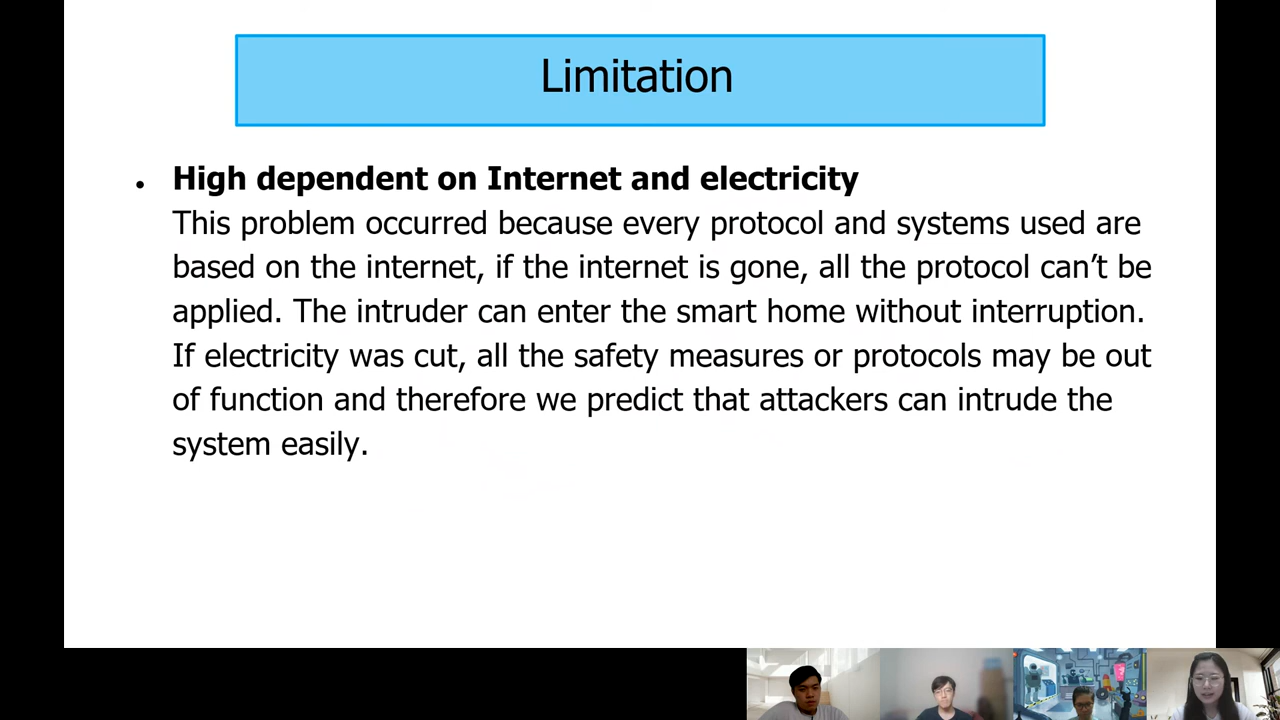 Limitation
• High dependent on Internet and electricity
This problem occurred because every protocol and systems used are
based on the internet, if the internet is gone, all the protocol can’t be
applied. The intruder can enter the smart home without interruption.
If electricity was cut, all the safety measures or protocols may be out
of function and therefore we predict that attackers can intrude the
system easily.